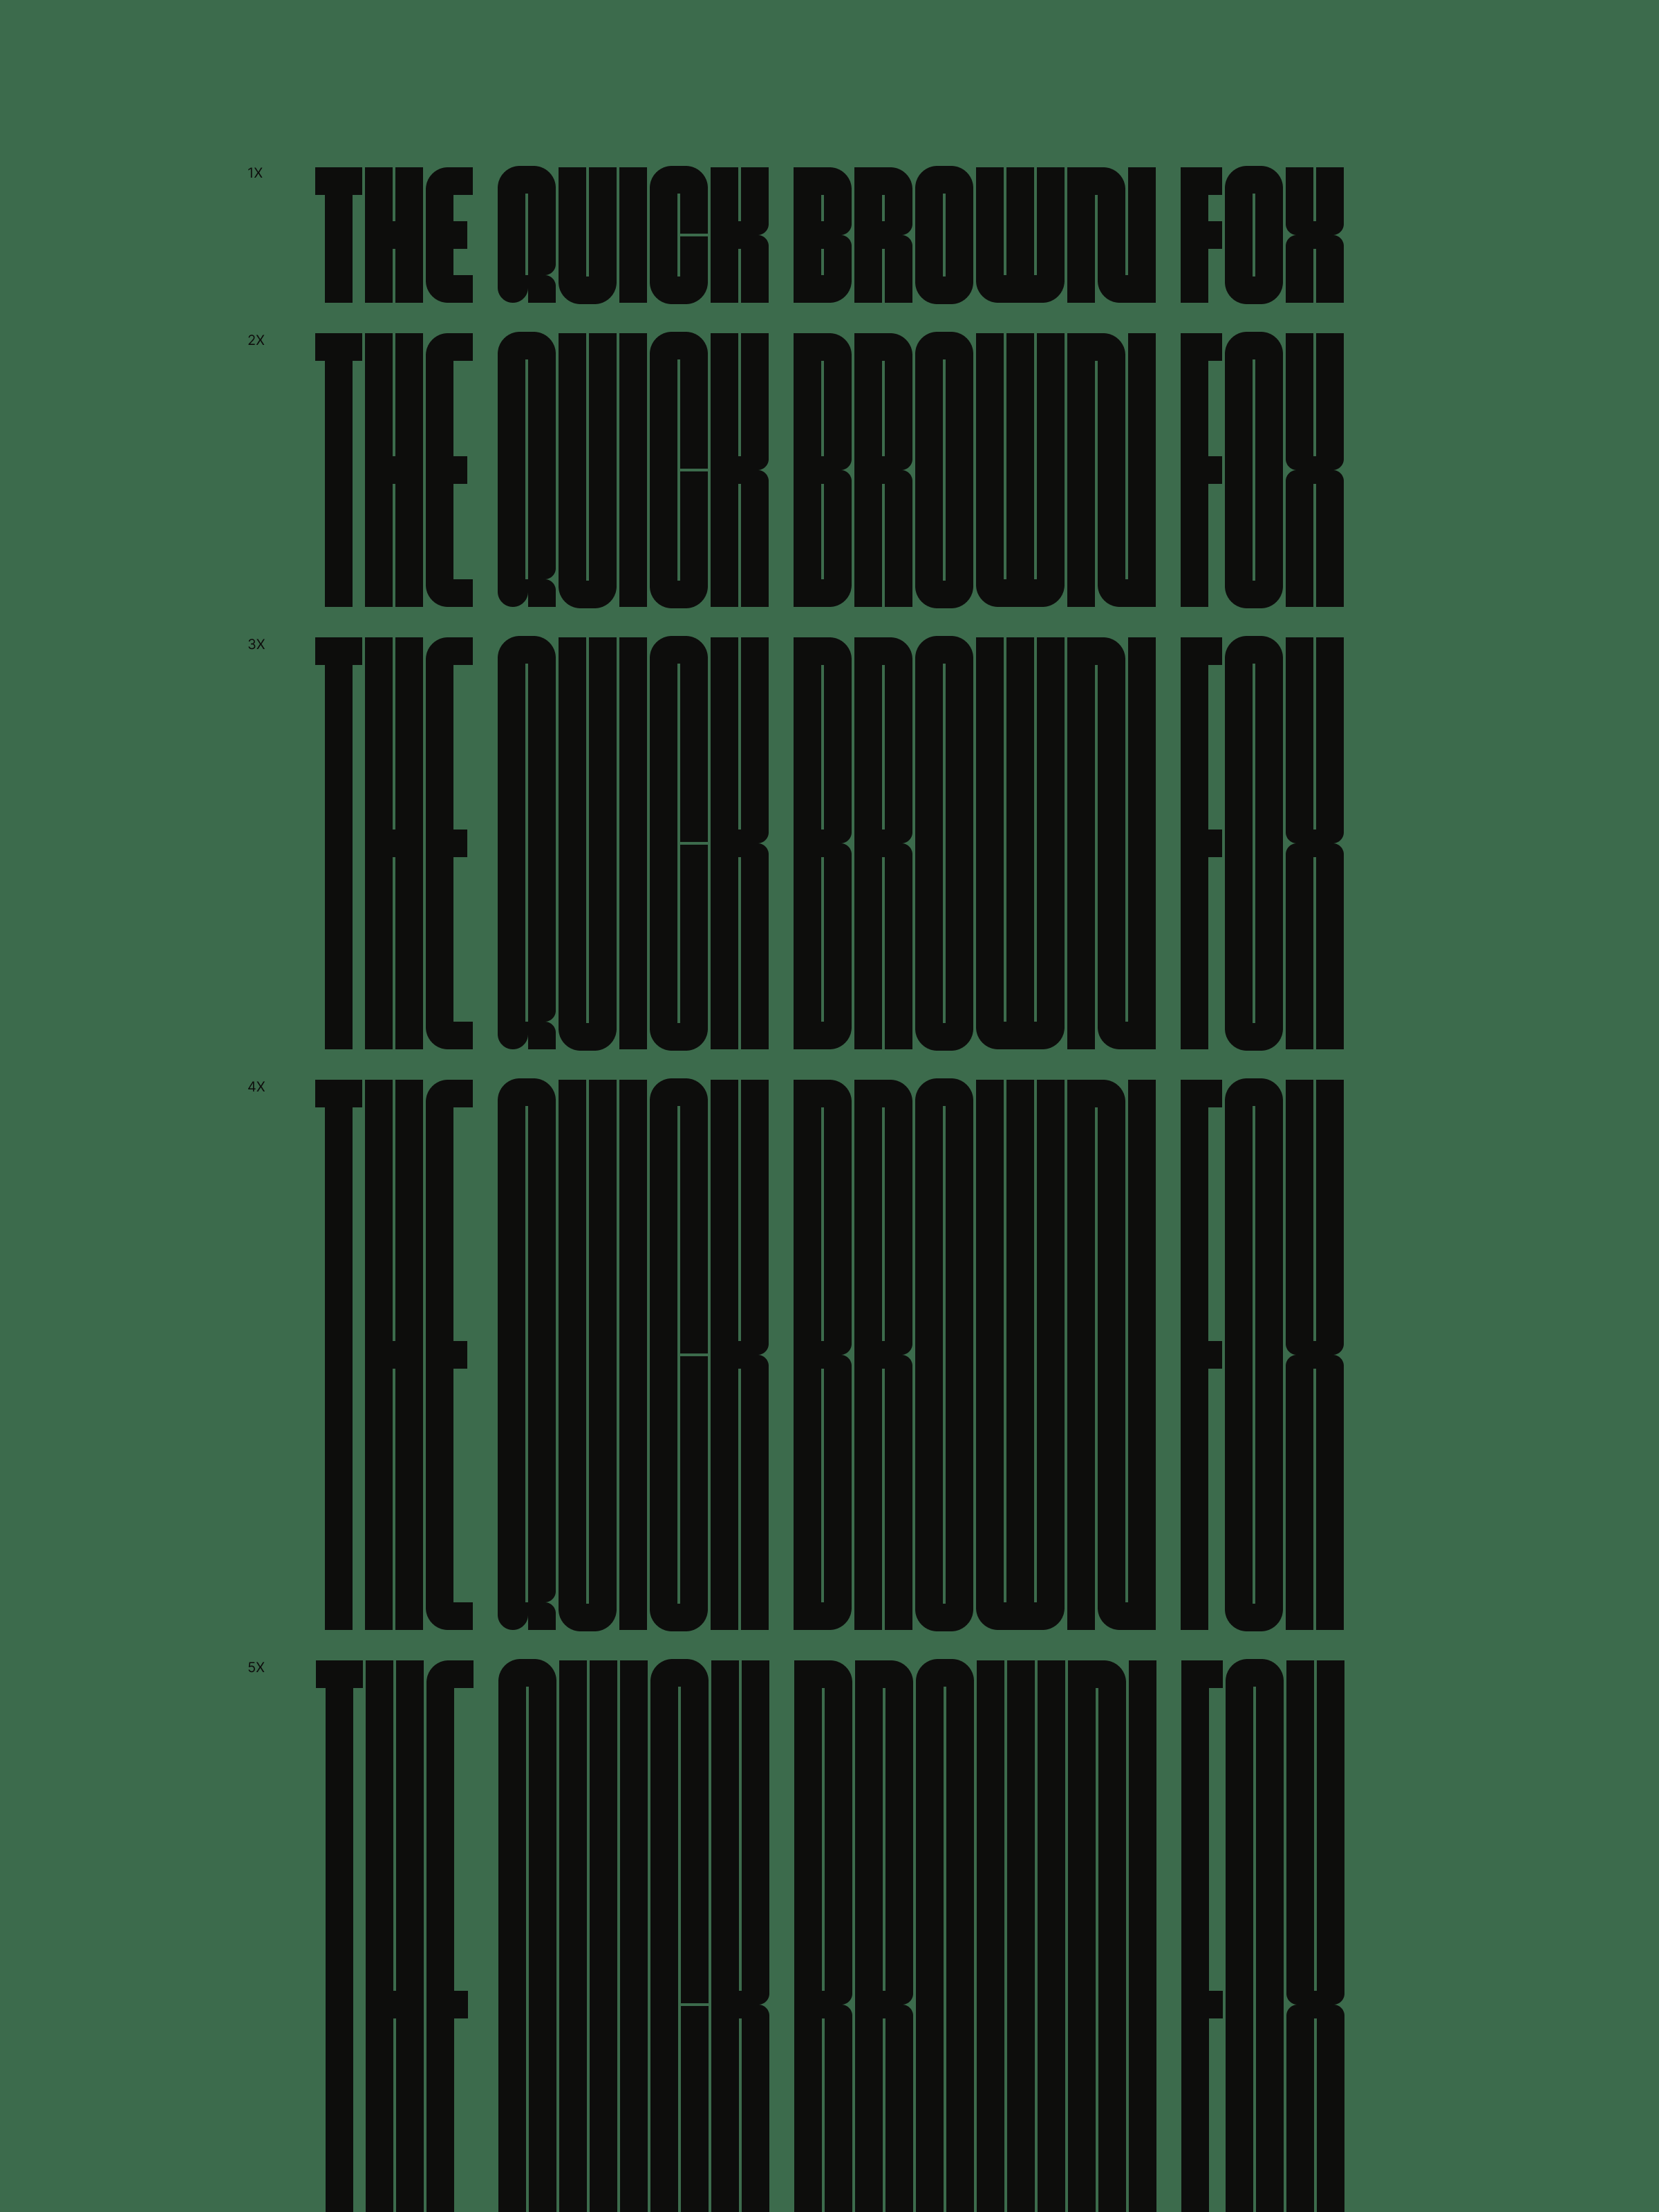 1X THE QUICK BROWN FOX
2X THE QUICK BROWN FOX
3X THE QUICK BROWN FOX
4X THE QUICK BROWN FOX
5X THE QUICK BROWN FOX